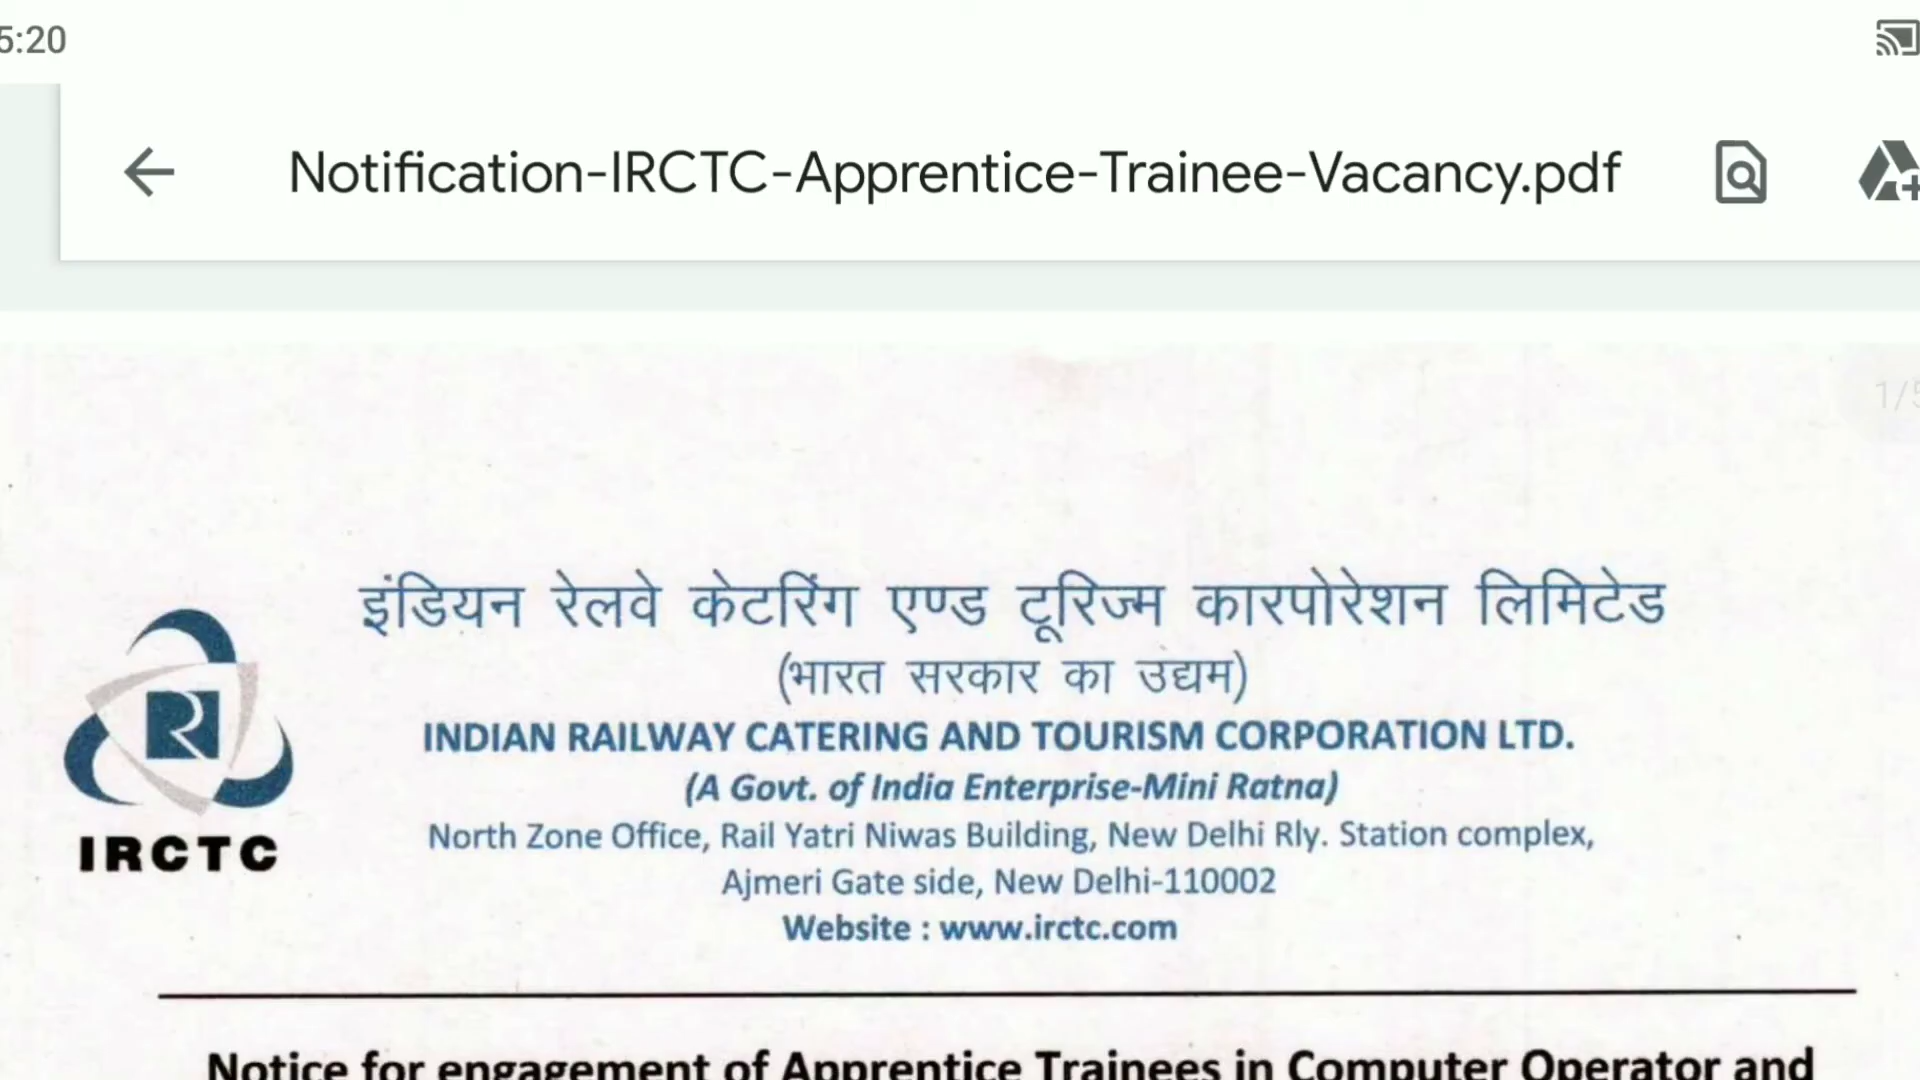 5:20
Notification-IRCTC-Apprentice-Trainee-Vacancy.pdf
1/5
इंडियन रेलवे केटरिंग एण्ड टूरिज्म कारपोरेशन लिमिटेड
(भारत सरकार का उद्यम)
INDIAN RAILWAY CATERING AND TOURISM CORPORATION LTD.
(A Govt. of India Enterprise-Mini Ratna)
North Zone Office, Rail Yatri Niwas Building, New Delhi Rly. Station complex,
Ajmeri Gate side, New Delhi-110002
Website : www.irctc.com
IRCTC
Notice for engagement of Apprentice Trainees in Computer Operator and